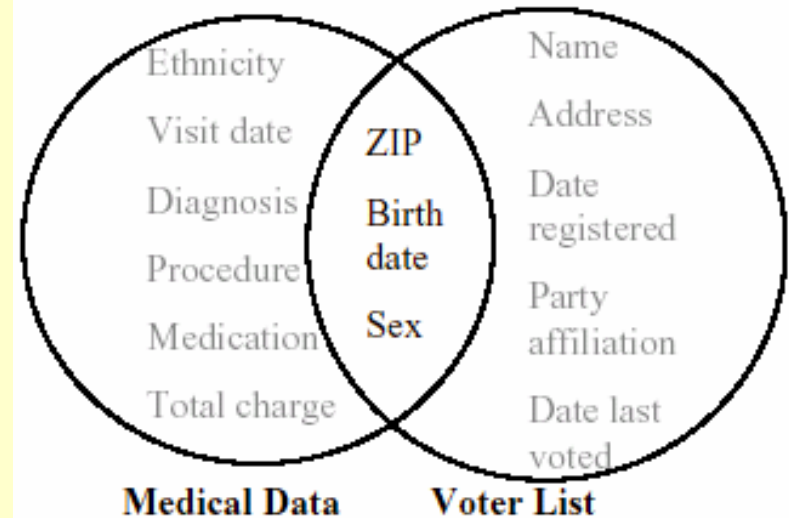 Ethnicity
Visit date
Diagnosis
Procedure
Medication
Total charge
ZIP
Birth
date
Sex
Name
Address
Date
registered
Party
affiliation
Date last
voted
Medical Data
Voter List